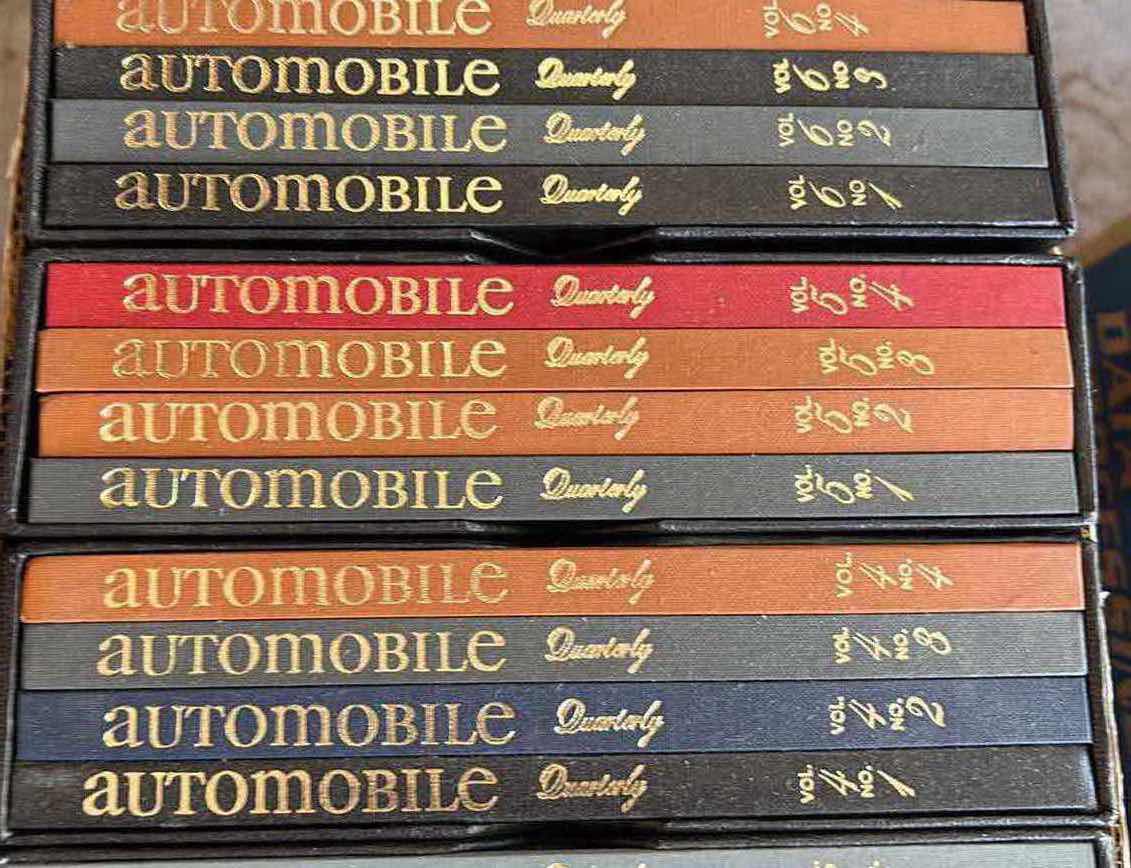 aUTOmOBILe Quarterly VOL 6 NO 4
aUTOmOBILe Quarterly VOL 6 NO 3
aUTOmOBILe Quarterly VOL 6 NO 2
aUTOmOBILe Quarterly VOL 6 NO 1
aUTOmOBILe Quarterly VOL. 5 NO. 4
aUTOmOBILe Quarterly VOL. 5 NO. 3
aUTOmOBILe Quarterly VOL. 5 NO. 2
aUTOmOBILe Quarterly VOL. 5 NO. 1
aUTOmOBILe Quarterly VOL. 4 NO. 4
aUTOmOBILe Quarterly VOL. 4 NO. 3
aUTOmOBILe Quarterly VOL. 4 NO. 2
aUTOmOBILe Quarterly VOL. 4 NO. 1